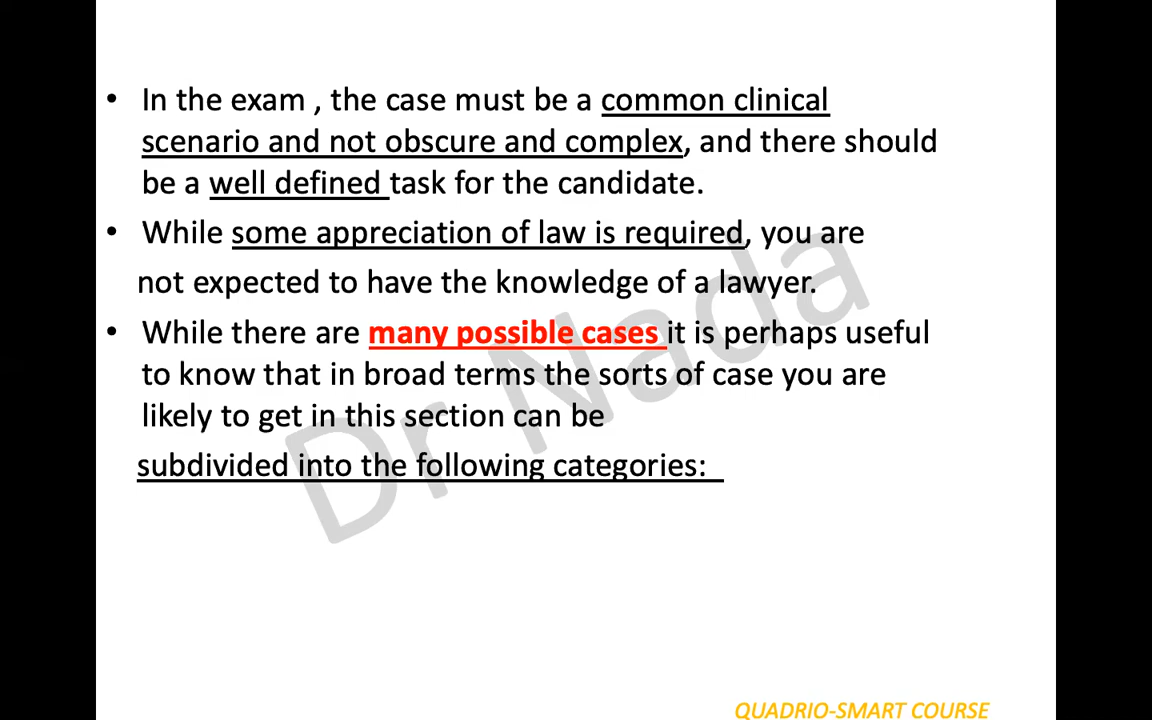 • In the exam , the case must be a common clinical
scenario and not obscure and complex, and there should
be a well defined task for the candidate.
• While some appreciation of law is required, you are
not expected to have the knowledge of a lawyer.
• While there are many possible cases it is perhaps useful
to know that in broad terms the sorts of case you are
likely to get in this section can be
subdivided into the following categories:
Dr Nada
QUADRIO-SMART COURSE